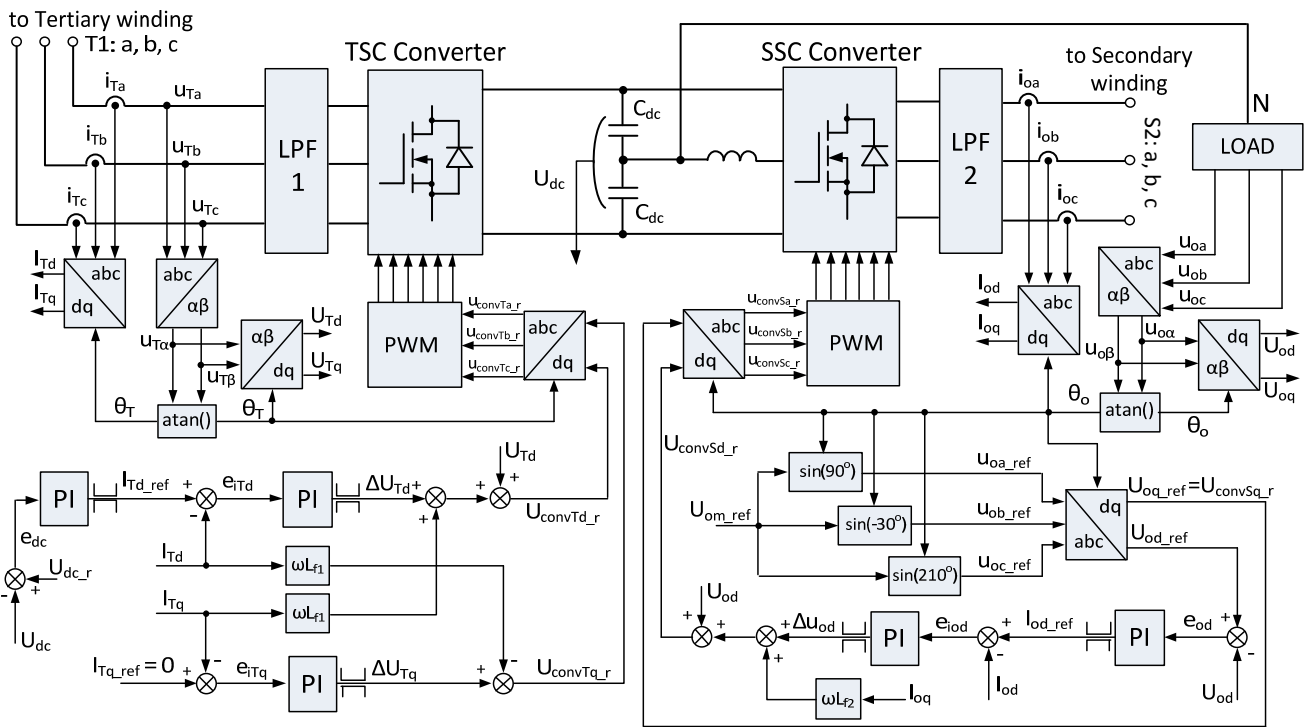 to Tertiary winding
T1: a, b, c
TSC Converter
SSC Converter
to Secondary
winding
S2: a, b, c
N
LOAD
i_Ta
u_Ta
i_Tb
u_Tb
i_Tc
u_Tc
LPF
1
C_dc
U_dc
C_dc
LPF
2
i_oa
i_ob
i_oc
I_Td
I_Tq
abc
dq
abc
αβ
u_Tα
u_Tβ
αβ
dq
U_Td
U_Tq
θ_T
atan()
θ_T
PWM
u_convTa_r
u_convTb_r
u_convTc_r
abc
dq
abc
dq
u_convSa_r
u_convSb_r
u_convSc_r
PWM
I_od
I_oq
abc
dq
u_oa
u_ob
u_oc
abc
αβ
u_oα
u_oβ
dq
αβ
U_od
U_oq
θ_o
atan()
θ_o
PI
I_Td_ref
+
-
e_iTd
PI
ΔU_Td
+
+
+
U_Td
+
U_convTd_r
e_dc
U_dc_r
+
-
U_dc
I_Td
ωL_f1
I_Tq
ωL_f1
I_Tq_ref = 0
+
-
e_iTq
PI
ΔU_Tq
+
-
U_convTq_r
U_convSd_r
U_om_ref
sin(90°)
sin(-30°)
sin(210°)
u_oa_ref
u_ob_ref
u_oc_ref
dq
abc
U_oq_ref=U_convSq_r
U_od_ref
U_od
+
+
Δu_od
+
+
PI
e_iod
+
-
I_od_ref
I_od
PI
e_od
+
-
U_od
ωL_f2
I_oq